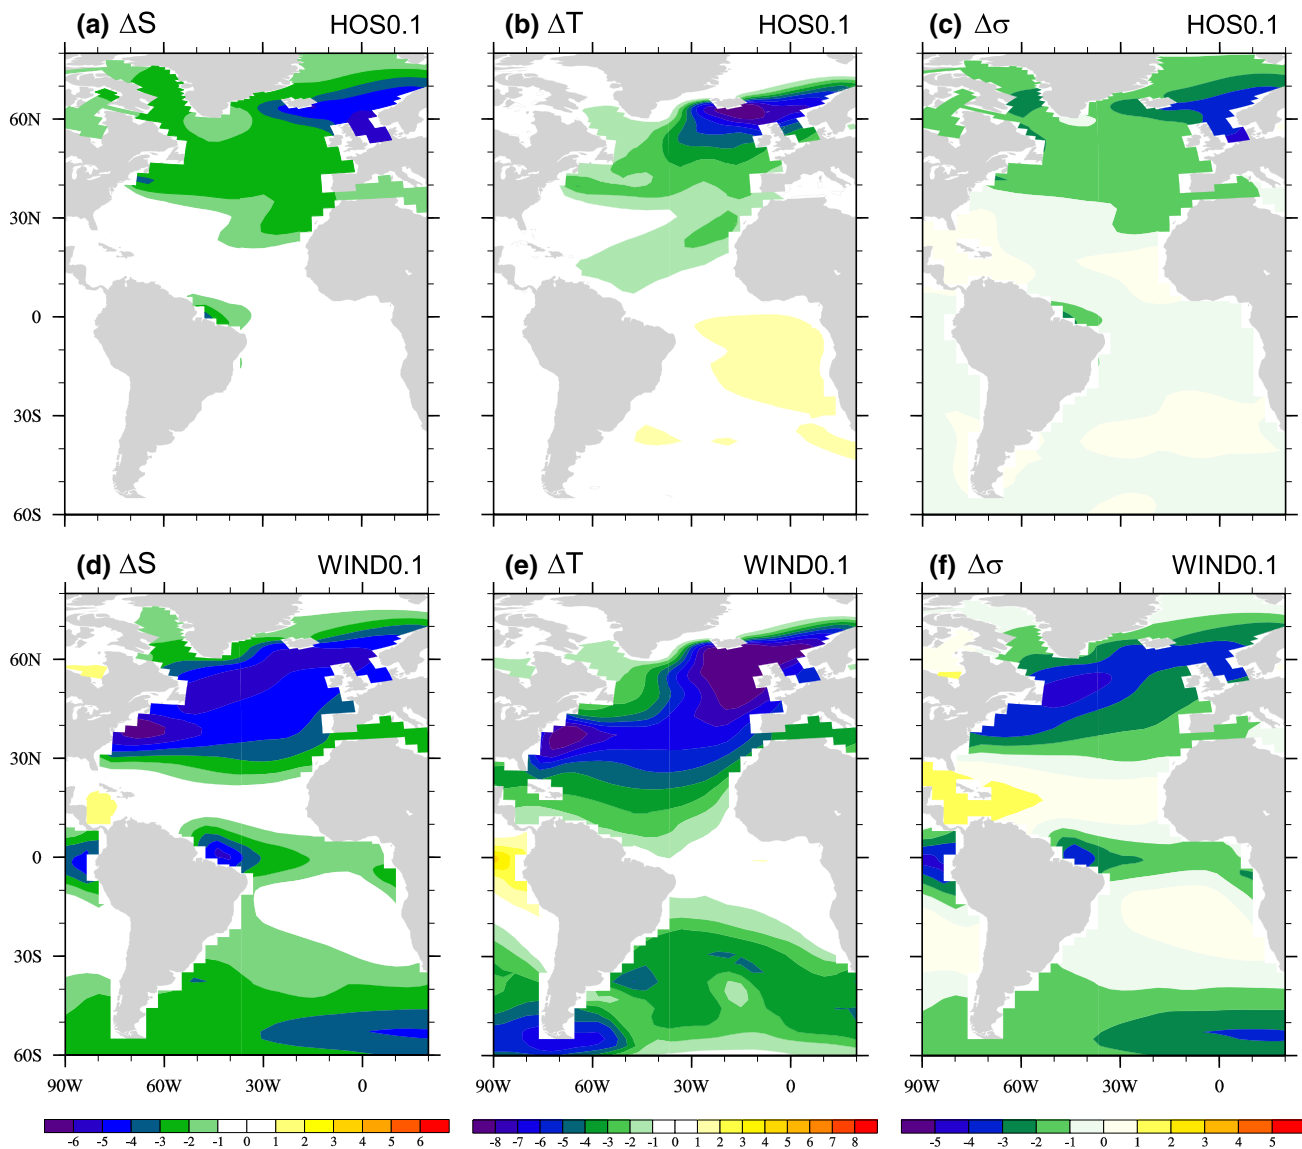 (a) ΔS HOS0.1
(b) ΔT HOS0.1
(c) Δσ HOS0.1
60N
30N
0
30S
60S
(d) ΔS WIND0.1
(e) ΔT WIND0.1
(f) Δσ WIND0.1
60N
30N
0
30S
60S
90W 60W 30W 0
90W 60W 30W 0
90W 60W 30W 0
-6 -5 -4 -3 -2 -1 0 1 2 3 4 5 6
-8 -7 -6 -5 -4 -3 -2 -1 0 1 2 3 4 5 6 7 8
-5 -4 -3 -2 -1 0 1 2 3 4 5